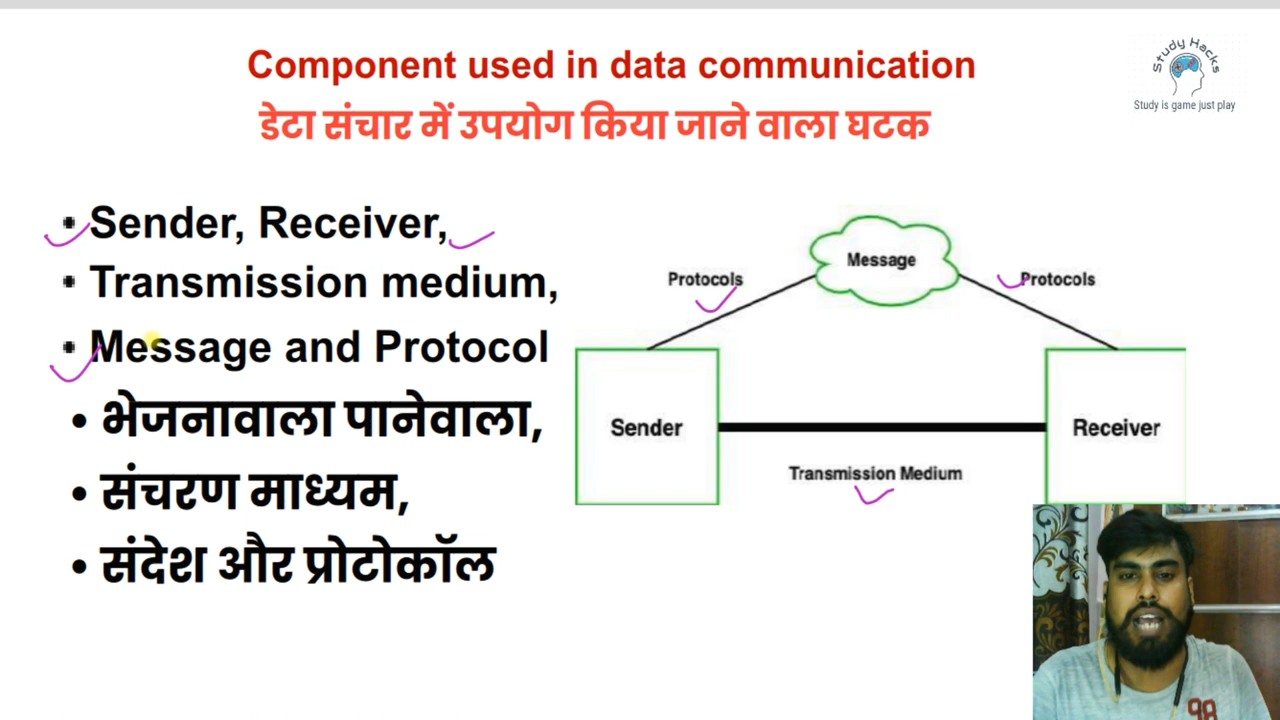 Component used in data communication
डेटा संचार में उपयोग किया जाने वाला घटक
Study Hacks
Study is game just play
• Sender, Receiver,
• Transmission medium,
• Message and Protocol
• भेजनावाला पानेवाला,
• संचरण माध्यम,
• संदेश और प्रोटोकॉल
Message
Protocols
Protocols
Sender
Receiver
Transmission Medium
98